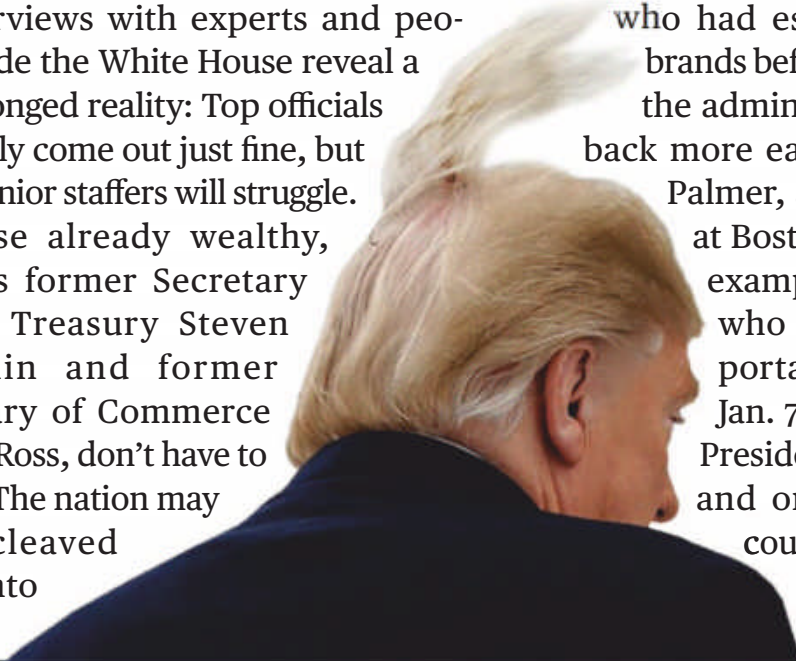 rviews with experts and peo-
de the White House reveal a
onged reality: Top officials
ly come out just fine, but
nior staffers will struggle.
se already wealthy,
s former Secretary
Treasury Steven
in and former
ary of Commerce
Ross, don't have to
The nation may
cleaved
nto
who had es
brands bef
the admin
back more ea
Palmer,
at Bost
examp
who
porta
Jan. 7
Preside
and or
cou